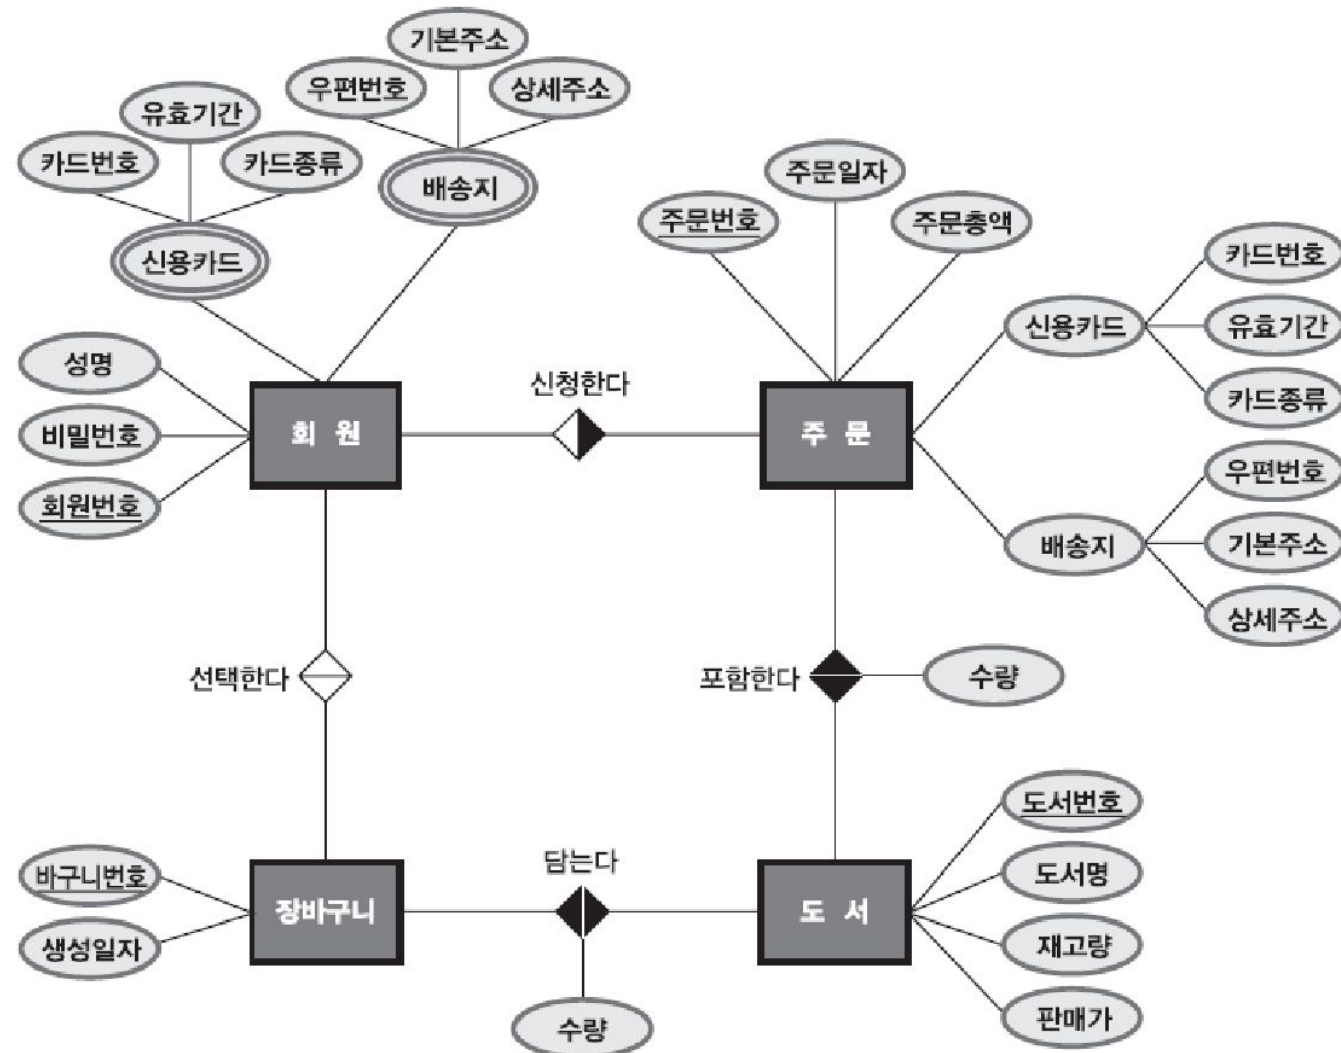 기본주소
우편번호
상세주소
유효기간
카드번호
카드종류
배송지
신용카드
주문일자
주문번호
주문총액
카드번호
신용카드
유효기간
카드종류
성명
비밀번호
회원번호
회 원
신청한다
주 문
우편번호
배송지
기본주소
상세주소
선택한다
포함한다
수량
도서번호
도서명
재고량
판매가
바구니번호
생성일자
장바구니
담는다
도 서
수량